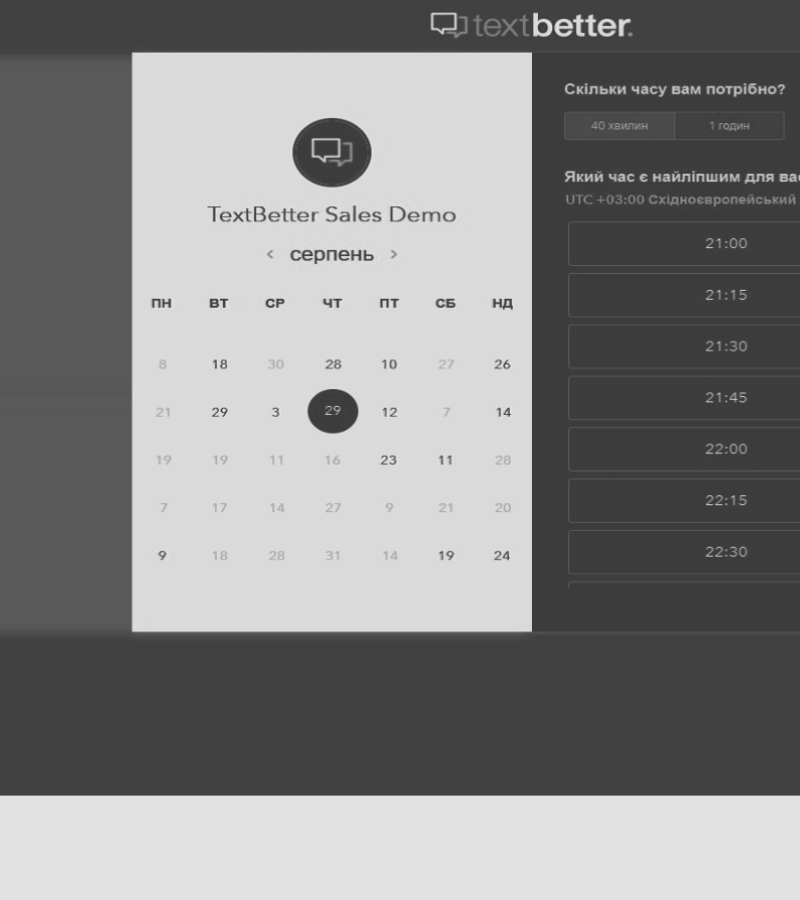 textbetter.
TextBetter Sales Demo
‹ серпень ›
ПН ВТ СР ЧТ ПТ СБ НД
8 18 30 28 10 27 26
21 29 3 29 12 7 14
19 19 11 16 23 11 28
7 17 14 27 9 21 20
9 18 28 31 14 19 24
Скільки часу вам потрібно?
40 хвилин 1 годин
Який час є найліпшим для
UTC +03:00 Східноєвропейський
21:00
21:15
21:30
21:45
22:00
22:15
22:30